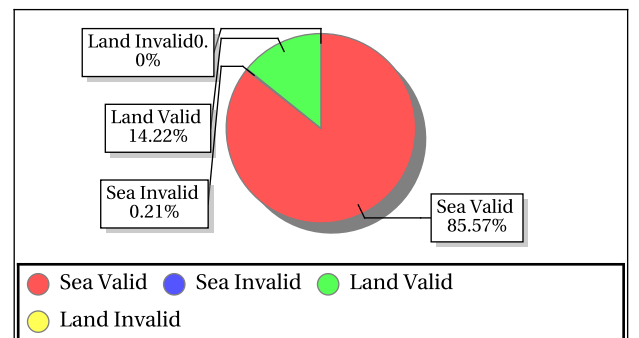 Land Invalid0.
0%
Land Valid
14.22%
Sea Invalid
0.21%
Sea Valid
85.57%
Sea Valid Sea Invalid Land Valid
Land Invalid